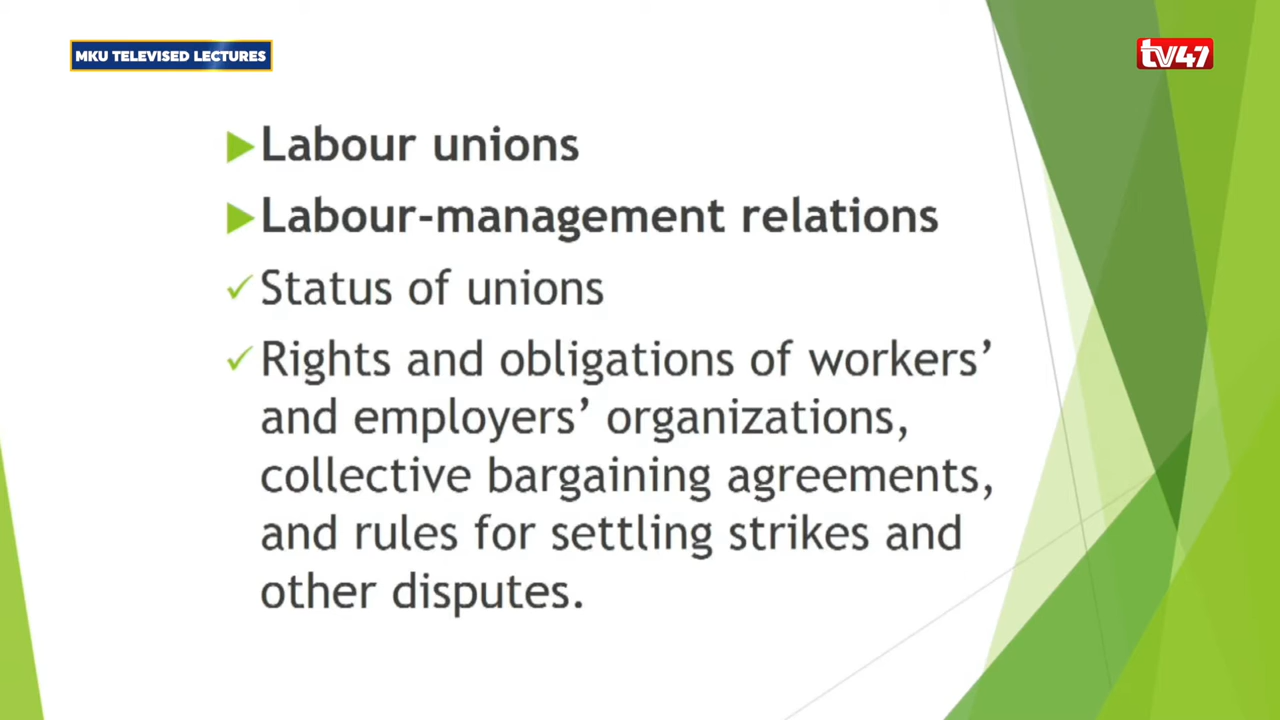 MKU TELEVISED LECTURES
tv47
Labour unions
Labour-management relations
Status of unions
Rights and obligations of workers’
and employers’ organizations,
collective bargaining agreements,
and rules for settling strikes and
other disputes.